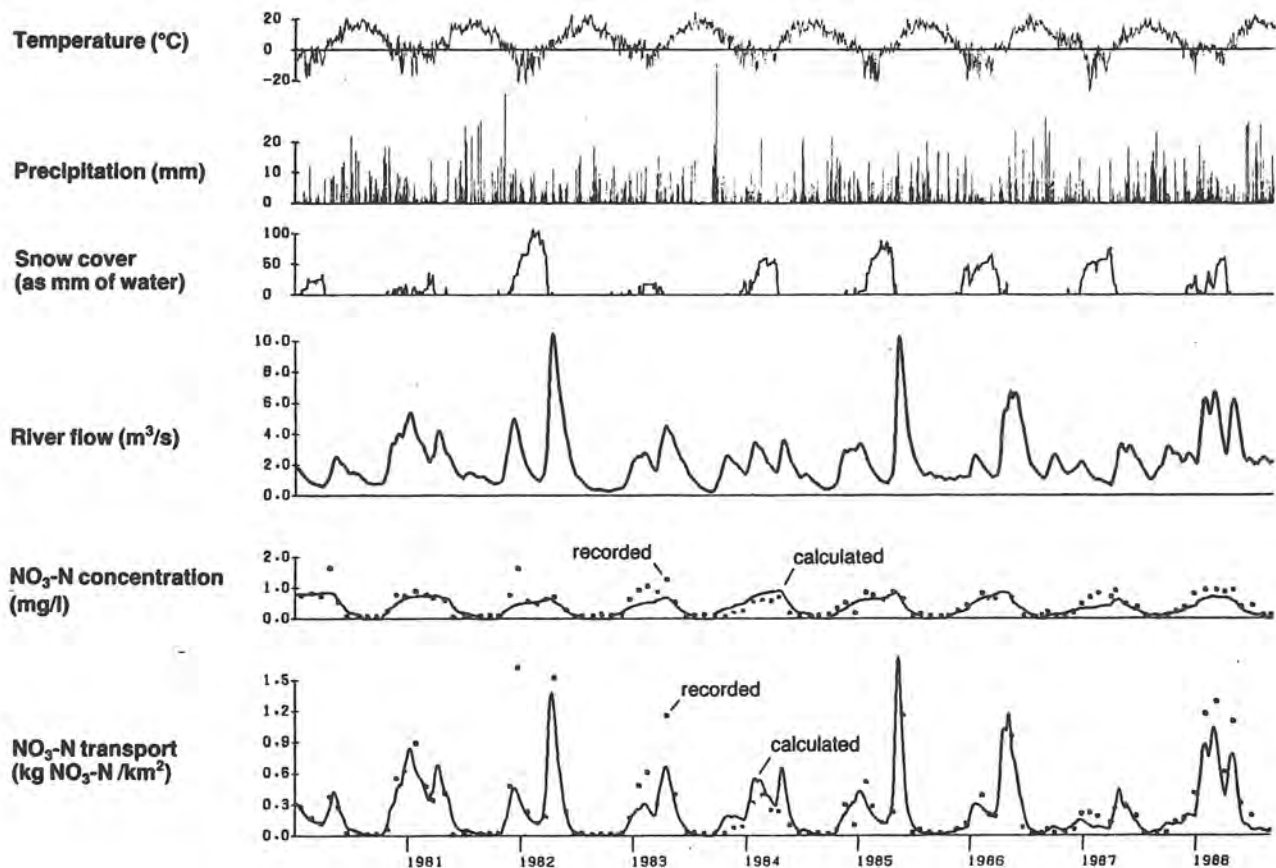 Temperature (°C)
20
0
-20
Precipitation (mm)
20
10
0
Snow cover
(as mm of water)
100
50
0
River flow (m³/s)
10.0
8.0
6.0
4.0
2.0
0.0
NO₃-N concentration
(mg/l)
2.0
1.0
0.0
recorded
calculated
NO₃-N transport
(kg NO₃-N /km²)
1.5
1.2
0.9
0.6
0.3
0.0
recorded
calculated
1981 1982 1983 1984 1985 1986 1987 1988